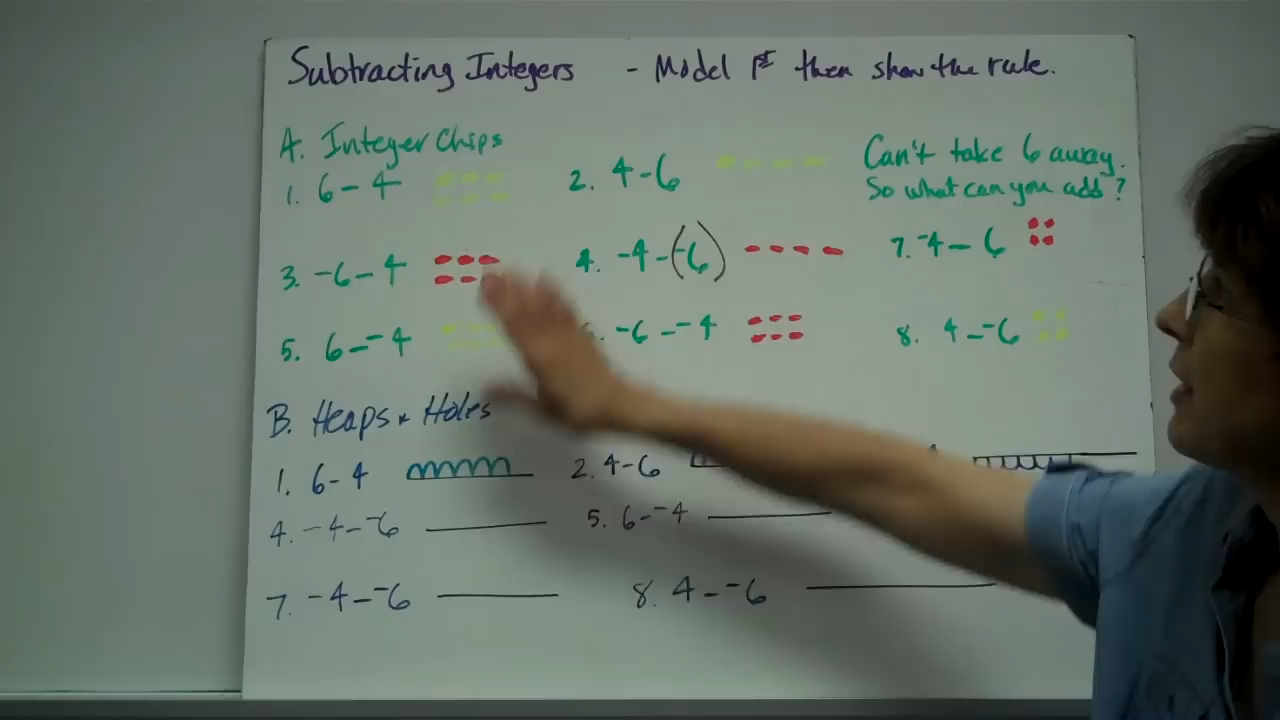 Subtracting Integers - Model 1st then show the rule.
A. Integer Chips
1. 6 - 4
2. 4 - 6
Can't take 6 away.
So what can you add?
3. -6 - 4
4. -4 - (-6)
7. -4 - 6
5. 6 - -4
. -6 - -4
8. 4 - -6
B. Heaps & Holes
1. 6 - 4
2. 4 - 6
4. -4 - -6
5. 6 - -4
7. -4 - -6
8. 4 - -6